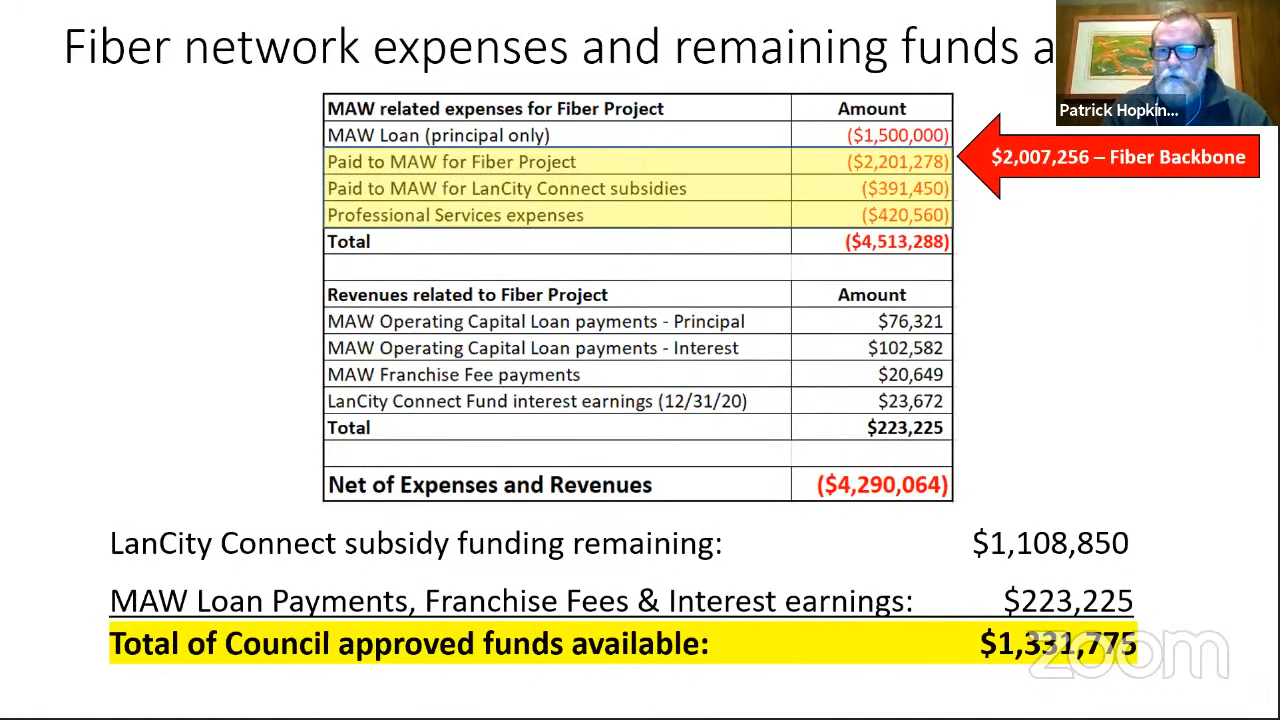 Fiber network expenses and remaining funds a
Patrick Hopkin...
MAW related expenses for Fiber Project Amount
MAW Loan (principal only) ($1,500,000)
Paid to MAW for Fiber Project ($2,201,278)
$2,007,256 – Fiber Backbone
Paid to MAW for LanCity Connect subsidies ($391,450)
Professional Services expenses ($420,560)
Total ($4,513,288)
Revenues related to Fiber Project Amount
MAW Operating Capital Loan payments - Principal $76,321
MAW Operating Capital Loan payments - Interest $102,582
MAW Franchise Fee payments $20,649
LanCity Connect Fund interest earnings (12/31/20) $23,672
Total $223,225
Net of Expenses and Revenues ($4,290,064)
LanCity Connect subsidy funding remaining: $1,108,850
MAW Loan Payments, Franchise Fees & Interest earnings: $223,225
Total of Council approved funds available: $1,331,775
zoom